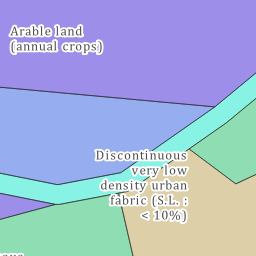 Arable land
(annual crops)
Discontinuous
very low
density urban
fabric (S.L. :
< 10%)